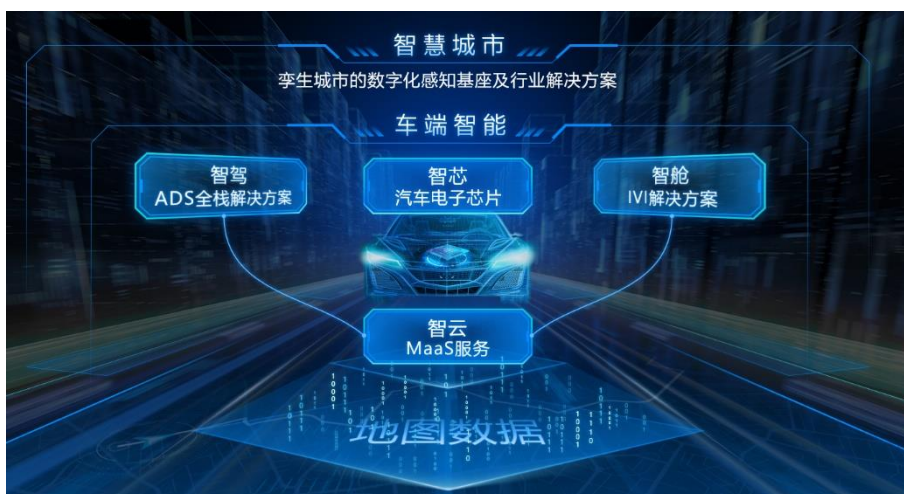 智慧城市
孪生城市的数字化感知基座及行业解决方案
车端智能
智驾
ADS全栈解决方案
智芯
汽车电子芯片
智舱
IVI解决方案
智云
MaaS服务
地图数据